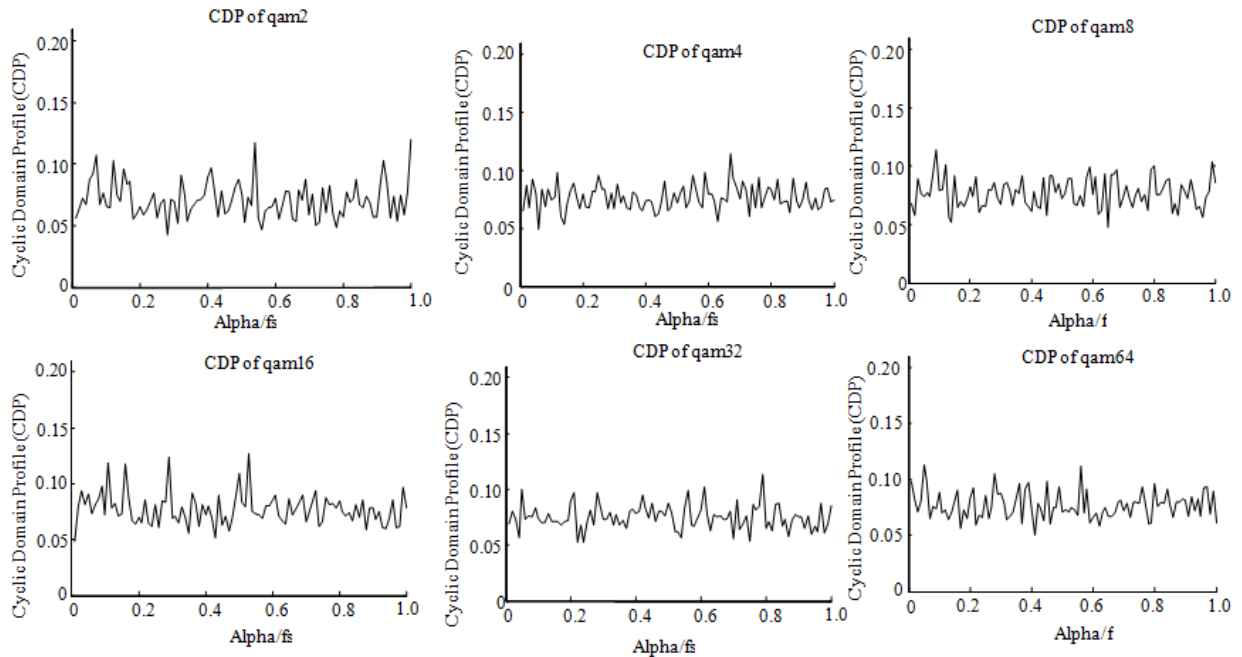 CDP of qam2
Cyclic Domain Profile (CDP)
0.20
0.15
0.10
0.05
0
0 0.2 0.4 0.6 0.8 1.0
Alpha/fs
CDP of qam4
Cyclic Domain Profile (CDP)
0.20
0.15
0.10
0.05
0
0 0.2 0.4 0.6 0.8 1.0
Alpha/fs
CDP of qam8
Cyclic Domain Profile (CDP)
0.20
0.15
0.10
0.05
0
0 0.2 0.4 0.6 0.8 1.0
Alpha/f
CDP of qam16
Cyclic Domain Profile (CDP)
0.20
0.15
0.10
0.05
0
0 0.2 0.4 0.6 0.8 1.0
Alpha/fs
CDP of qam32
Cyclic Domain Profile (CDP)
0.20
0.15
0.10
0.05
0
0 0.2 0.4 0.6 0.8 1.0
Alpha/fs
CDP of qam64
Cyclic Domain Profile (CDP)
0.20
0.15
0.10
0.05
0
0 0.2 0.4 0.6 0.8 1.0
Alpha/f